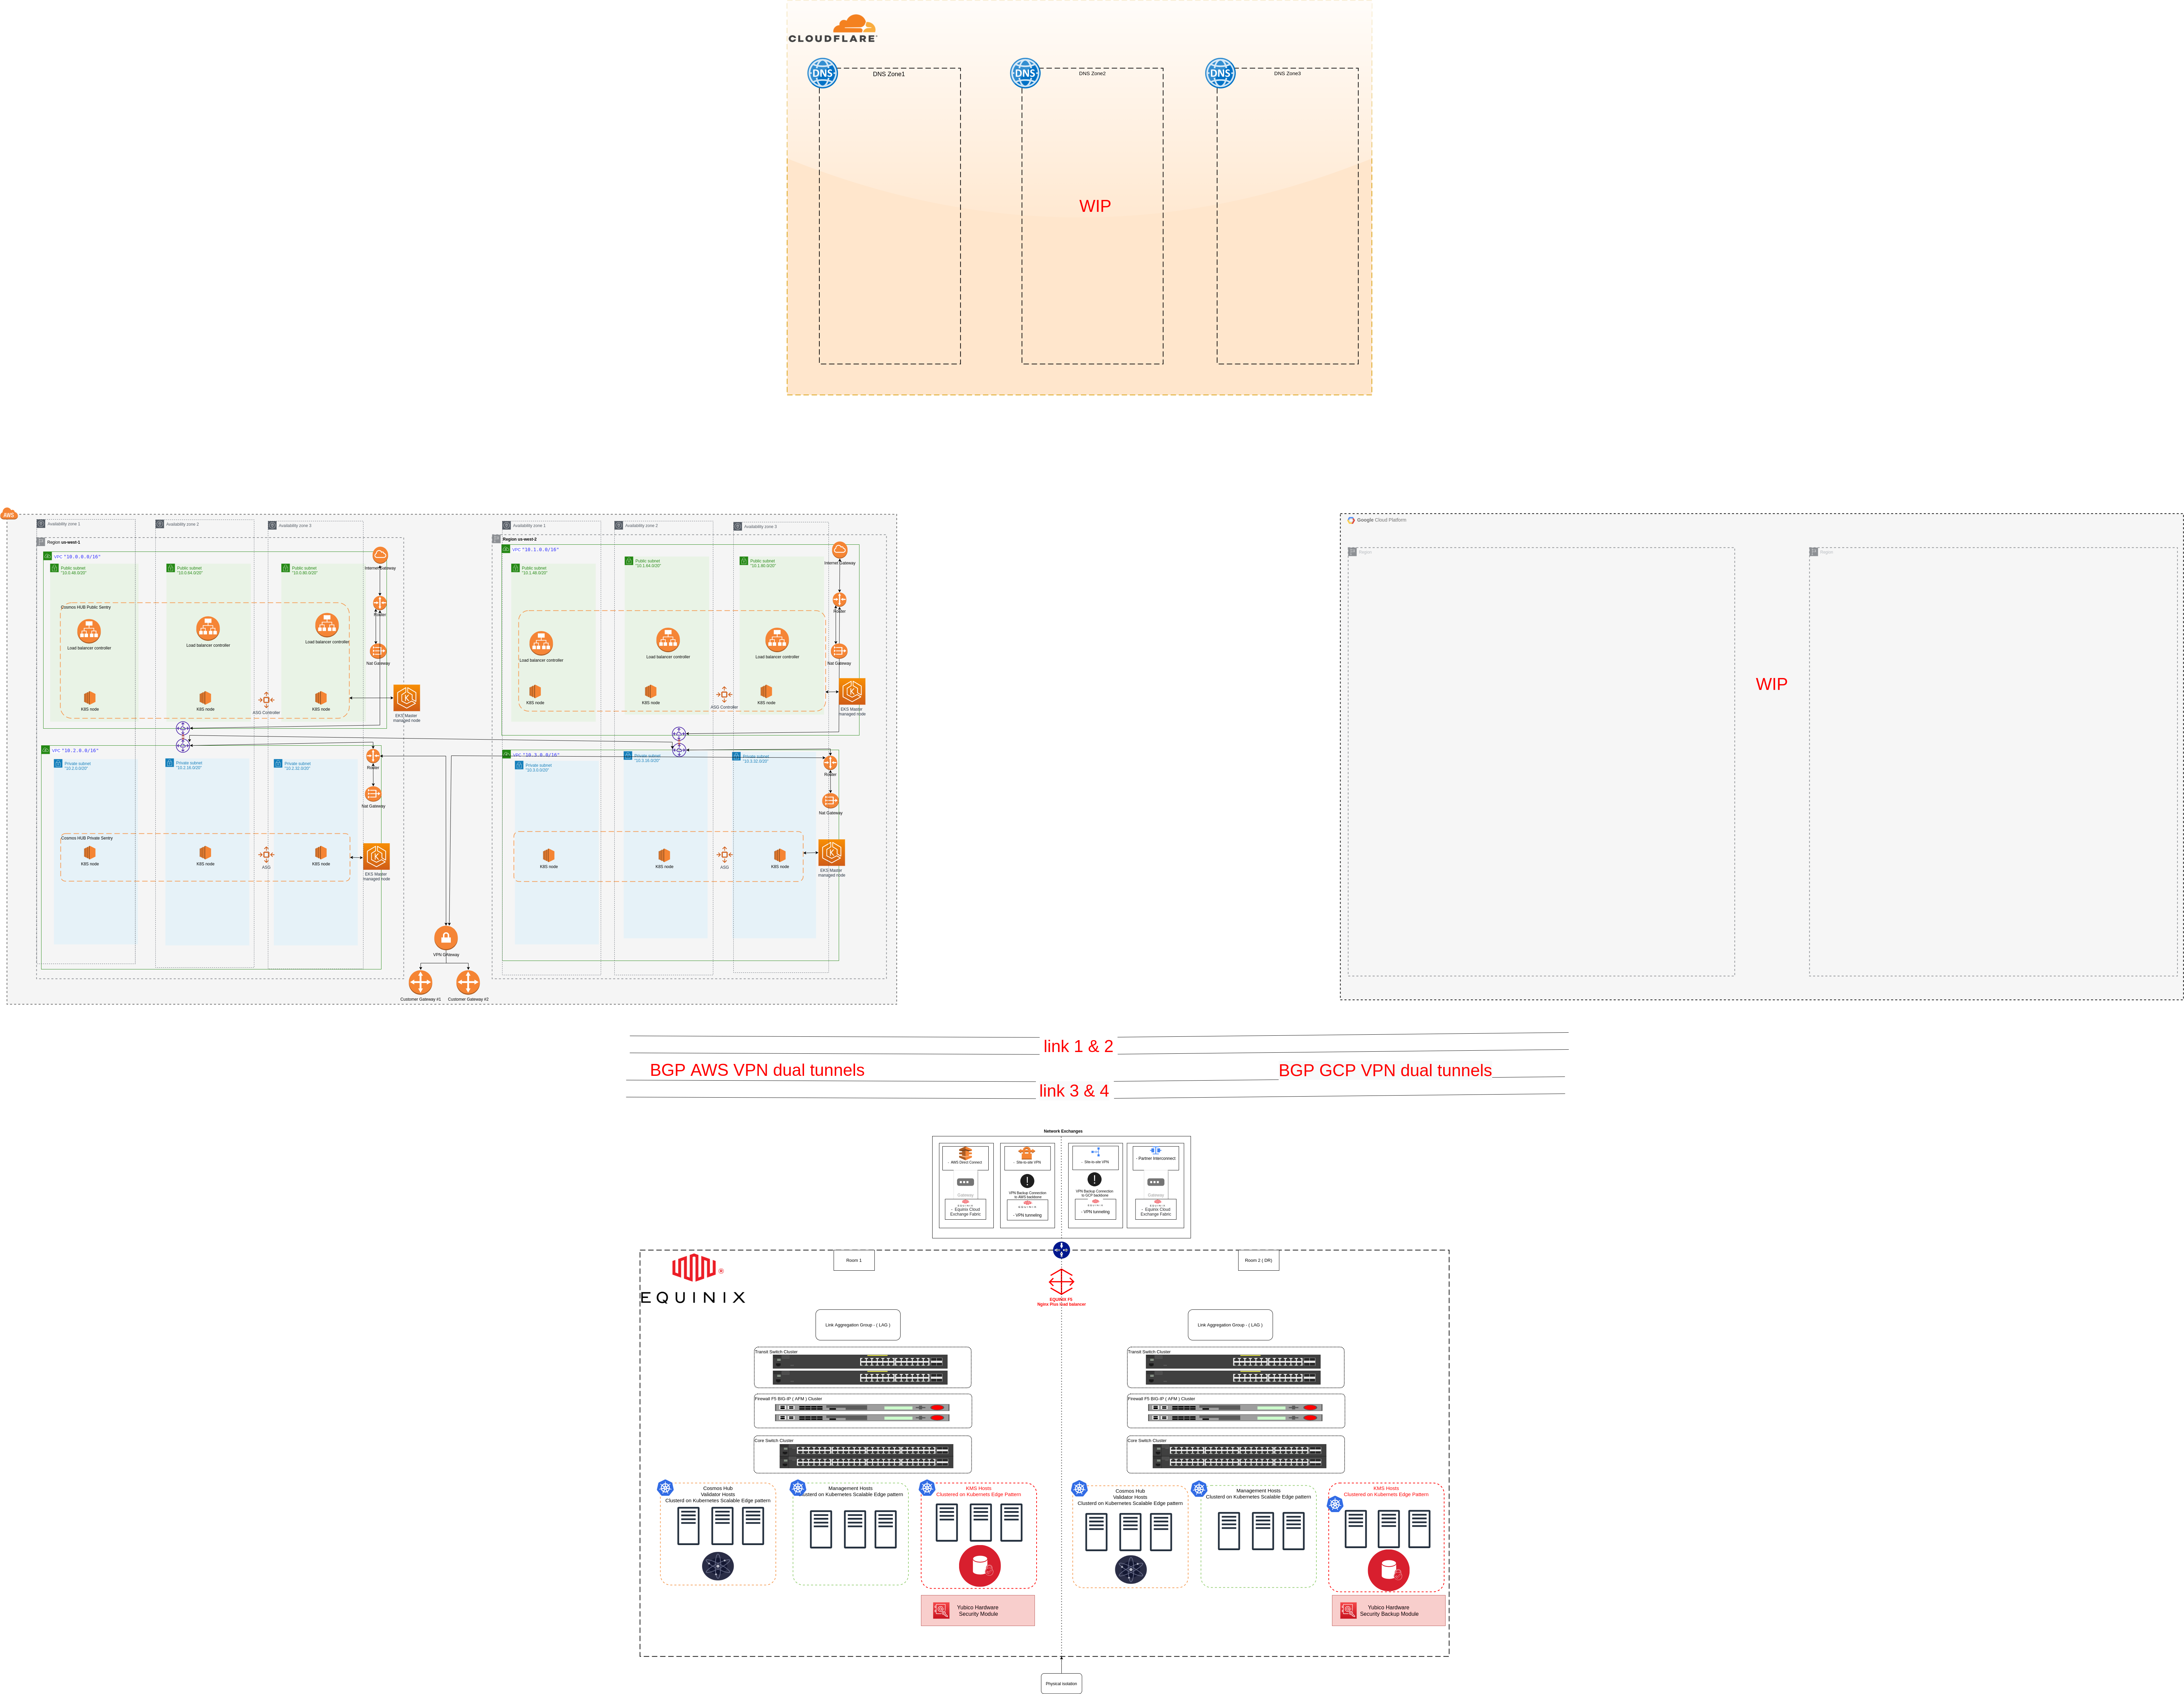 CLOUDFLARE
DNS
DNS Zone1
DNS
DNS Zone2
DNS
DNS Zone3
WIP
AWS
Availability zone 1
Availability zone 2
Availability zone 3
Region us-west-1
VPC "10.0.0.0/16"
Public subnet
"10.0.48.0/20"
Public subnet
"10.0.64.0/20"
Public subnet
"10.0.80.0/20"
Internet Gateway
Router
Nat Gateway
Cosmos HUB Public Sentry
Load balancer controller
Load balancer controller
Load balancer controller
K8S node
K8S node
ASG Controller
K8S node
EKS Master
managed node
VPC "10.2.0.0/16"
Private subnet
"10.2.0.0/20"
Private subnet
"10.2.16.0/20"
Private subnet
"10.2.32.0/20"
Router
Nat Gateway
Cosmos HUB Private Sentry
K8S node
K8S node
ASG
K8S node
EKS Master
managed node
Availability zone 1
Availability zone 2
Availability zone 3
Region us-west-2
VPC "10.1.0.0/16"
Public subnet
"10.1.48.0/20"
Public subnet
"10.1.64.0/20"
Public subnet
"10.1.80.0/20"
Internet Gateway
Router
Nat Gateway
Load balancer controller
Load balancer controller
Load balancer controller
K8S node
K8S node
ASG Controller
K8S node
EKS Master
managed node
VPC "10.3.0.0/16"
Private subnet
"10.3.0.0/20"
Private subnet
"10.3.16.0/20"
Private subnet
"10.3.32.0/20"
Router
Nat Gateway
K8S node
K8S node
ASG
K8S node
EKS Master
managed node
VPN Gateway
Customer Gateway #1
Customer Gateway #2
Google Cloud Platform
Region
Region
WIP
link 1 & 2
BGP AWS VPN dual tunnels
BGP GCP VPN dual tunnels
link 3 & 4
Network Exchanges
- AWS Direct Connect
Gateway
- Equinix Cloud
Exchange Fabric
- Site-to-site VPN
VPN Backup Connection
to AWS backbone
EQUINIX
- VPN tunneling
- Site-to-site VPN
VPN Backup Connection
to GCP backbone
EQUINIX
- VPN tunneling
- Partner Interconnect
Gateway
EQUINIX
- Equinix Cloud
Exchange Fabric
EQUINIX
Room 1
Room 2 ( DR)
EQUINIX F5
Nginx Plus load balancer
Link Aggregation Group - ( LAG )
Link Aggregation Group - ( LAG )
Transit Switch Cluster
Transit Switch Cluster
Firewall F5 BIG-IP ( AFM ) Cluster
Firewall F5 BIG-IP ( AFM ) Cluster
Core Switch Cluster
Core Switch Cluster
Cosmos Hub
Validator Hosts
Clusterd on Kubernetes Scalable Edge pattern
Management Hosts
Clusterd on Kubernetes Scalable Edge pattern
KMS Hosts
Clustered on Kubernets Edge Pattern
Cosmos Hub
Validator Hosts
Clusterd on Kubernetes Scalable Edge pattern
Management Hosts
Clusterd on Kubernetes Scalable Edge pattern
KMS Hosts
Clustered on Kubernets Edge Pattern
Yubico Hardware
Security Module
Yubico Hardware
Security Backup Module
Physical isolation